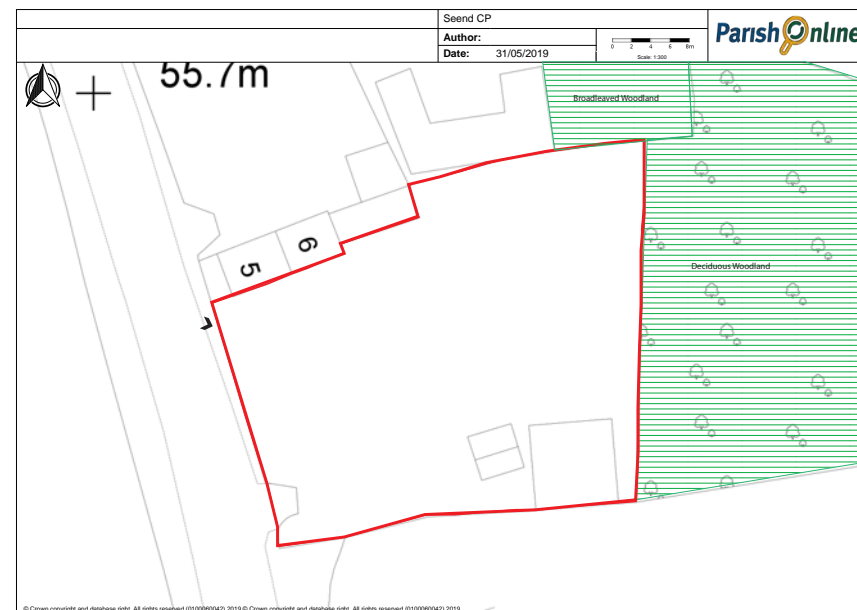 Seend CP
Author:
Date: 31/05/2019
0 2 4 6 8m
Scale: 1:300
Parish Online
55.7m
Broadleaved Woodland
Deciduous Woodland
6
5
© Crown copyright and database right. All rights reserved (0100060042) 2019 © Crown copyright and database right. All rights reserved (0100060042) 2019